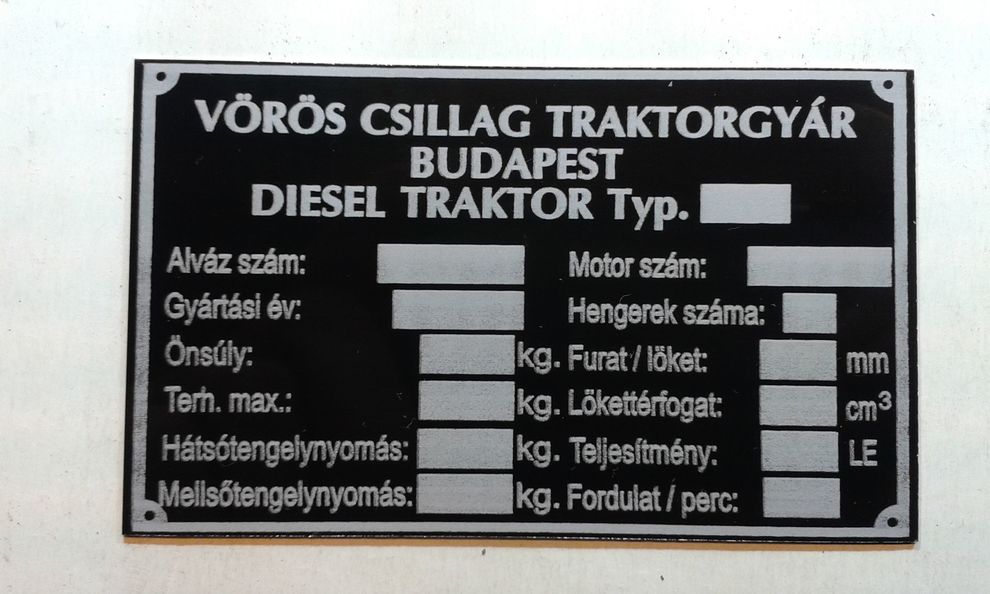 VÖRÖS CSILLAG TRAKTORGYÁR
BUDAPEST
DIESEL TRAKTOR Typ.
Alváz szám: Motor szám:
Gyártási év: Hengerek száma:
Önsúly: kg. Furat / löket: mm
Terh. max.: kg. Lökettérfogat: cm³
Hátsótengelynyomás: kg. Teljesítmény: LE
Mellsőtengelynyomás: kg. Fordulat / perc: